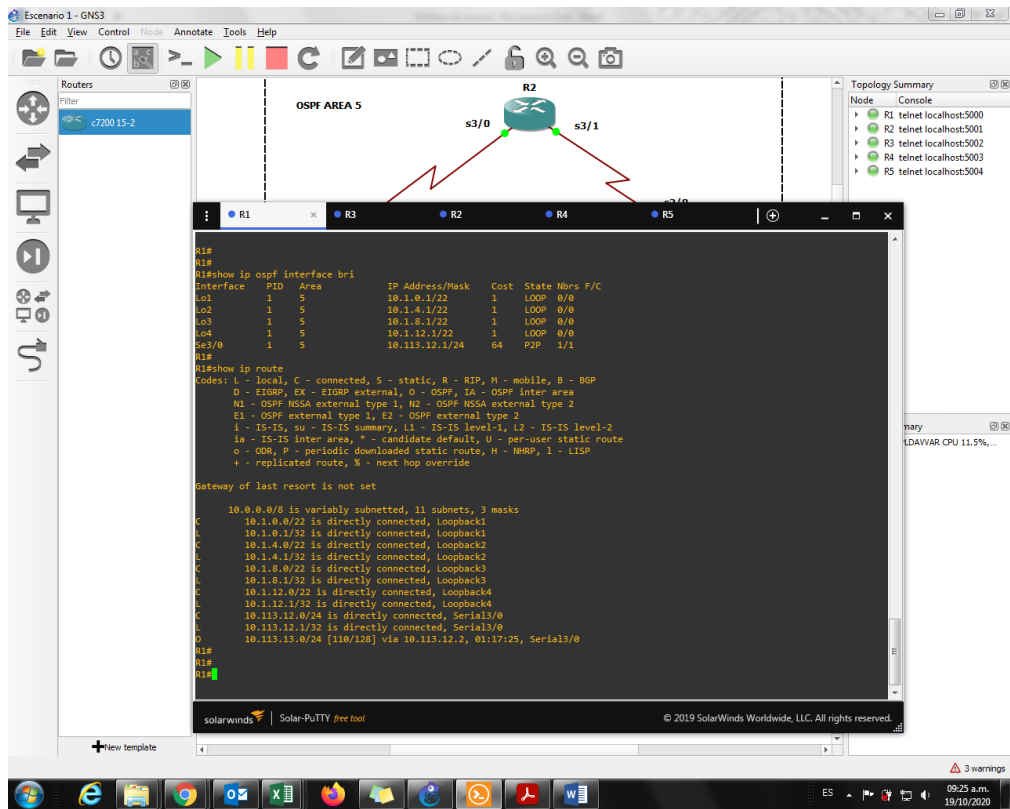 Escenario 1 - GNS3
File Edit View Control Node Annotate Tools Help
Routers
Filter
c7200 15-2
New template
OSPF AREA 5
R2
s3/0
s3/1
Topology Summary
Node Console
R1 telnet localhost:5000
R2 telnet localhost:5001
R3 telnet localhost:5002
R4 telnet localhost:5003
R5 telnet localhost:5004
R1 × R3 R2 R4 R5
R1#
R1#
R1#show ip ospf interface bri
Interface PID Area IP Address/Mask Cost State Nbrs F/C
Lo1 1 5 10.1.0.1/22 1 LOOP 0/0
Lo2 1 5 10.1.4.1/22 1 LOOP 0/0
Lo3 1 5 10.1.8.1/22 1 LOOP 0/0
Lo4 1 5 10.1.12.1/22 1 LOOP 0/0
Se3/0 1 5 10.113.12.1/24 64 P2P 1/1
R1#
R1#show ip route
Codes: L - local, C - connected, S - static, R - RIP, M - mobile, B - BGP
D - EIGRP, EX - EIGRP external, O - OSPF, IA - OSPF inter area
N1 - OSPF NSSA external type 1, N2 - OSPF NSSA external type 2
E1 - OSPF external type 1, E2 - OSPF external type 2
i - IS-IS, su - IS-IS summary, L1 - IS-IS level-1, L2 - IS-IS level-2
ia - IS-IS inter area, * - candidate default, U - per-user static route
o - ODR, P - periodic downloaded static route, H - NHRP, l - LISP
+ - replicated route, % - next hop override
Gateway of last resort is not set
10.0.0.0/8 is variably subnetted, 11 subnets, 3 masks
C 10.1.0.0/22 is directly connected, Loopback1
L 10.1.0.1/32 is directly connected, Loopback1
C 10.1.4.0/22 is directly connected, Loopback2
L 10.1.4.1/32 is directly connected, Loopback2
C 10.1.8.0/22 is directly connected, Loopback3
L 10.1.8.1/32 is directly connected, Loopback3
C 10.1.12.0/22 is directly connected, Loopback4
L 10.1.12.1/32 is directly connected, Loopback4
C 10.113.12.0/24 is directly connected, Serial3/0
L 10.113.12.1/32 is directly connected, Serial3/0
O 10.113.13.0/24 [110/128] via 10.113.12.2, 01:17:25, Serial3/0
R1#
R1#
R1#
solarwinds Solar-PuTTY free tool © 2019 SolarWinds Worldwide, LLC. All rights reserved.
mary
LDAVVAR CPU 11.5%,...
3 warnings
ES
09:25 a.m.
19/10/2020